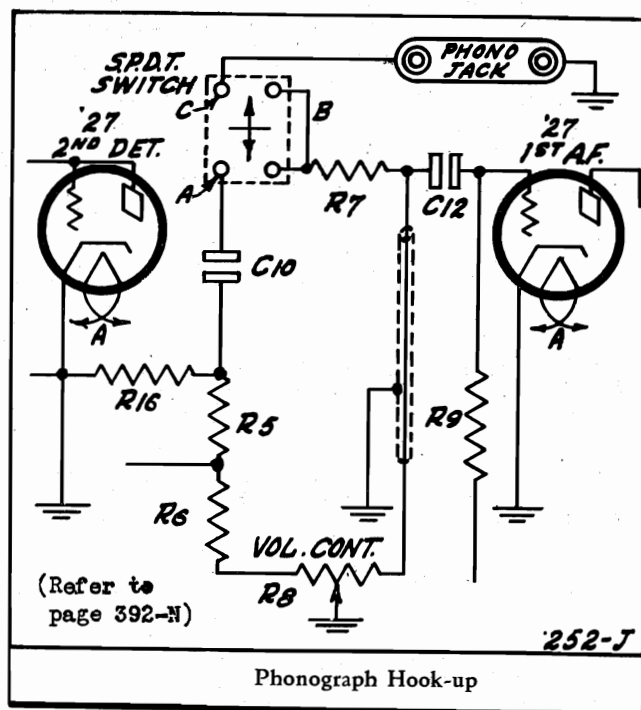 S.P.D.T.
SWITCH
PHONO
JACK
C
B
'27
2ND DET.
'27
1ST A.F.
A
R7
C12
C10
A
A
R16
R5
R9
R6
VOL. CONT.
R8
(Refer to
page 392-N)
'252-J
Phonograph Hook-up